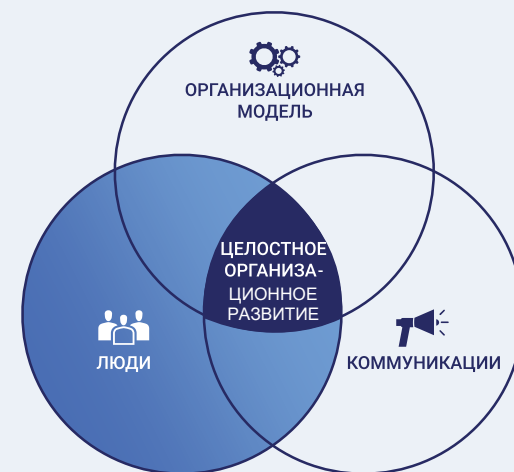 ОРГАНИЗАЦИОННАЯ
МОДЕЛЬ
ЦЕЛОСТНОЕ
ОРГАНИЗА-
ЦИОННОЕ
РАЗВИТИЕ
ЛЮДИ
КОММУНИКАЦИИ